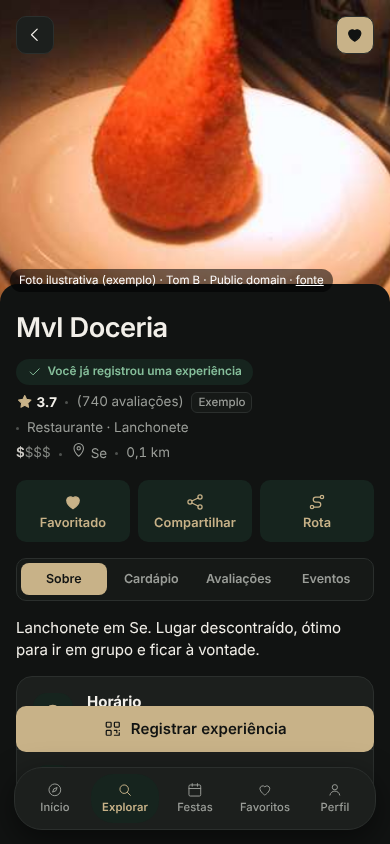 Foto ilustrativa (exemplo) · Tom B · Public domain · fonte
Mvl Doceria
Você já registrou uma experiência
3.7 · (740 avaliações) Exemplo
· Restaurante · Lanchonete
$$$$ · Se · 0,1 km
Favoritado Compartilhar Rota
Sobre Cardápio Avaliações Eventos
Lanchonete em Se. Lugar descontraído, ótimo
para ir em grupo e ficar à vontade.
Horário
Registrar experiência
Início Explorar Festas Favoritos Perfil